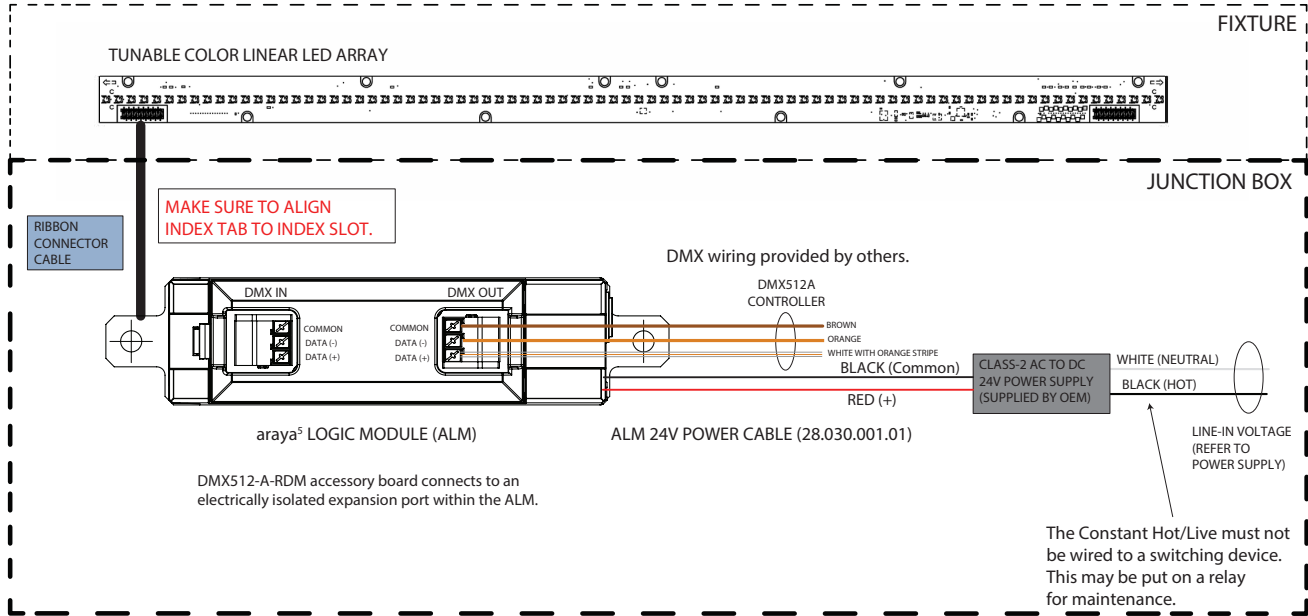 FIXTURE
TUNABLE COLOR LINEAR LED ARRAY
JUNCTION BOX
RIBBON
CONNECTOR
CABLE
MAKE SURE TO ALIGN
INDEX TAB TO INDEX SLOT.
DMX wiring provided by others.
DMX512A
CONTROLLER
DMX IN
COMMON
DATA (-)
DATA (+)
DMX OUT
COMMON
DATA (-)
DATA (+)
BROWN
ORANGE
WHITE WITH ORANGE STRIPE
BLACK (Common)
RED (+)
CLASS-2 AC TO DC
24V POWER SUPPLY
(SUPPLIED BY OEM)
WHITE (NEUTRAL)
BLACK (HOT)
LINE-IN VOLTAGE
(REFER TO
POWER SUPPLY)
araya⁵ LOGIC MODULE (ALM)
ALM 24V POWER CABLE (28.030.001.01)
DMX512-A-RDM accessory board connects to an
electrically isolated expansion port within the ALM.
The Constant Hot/Live must not
be wired to a switching device.
This may be put on a relay
for maintenance.